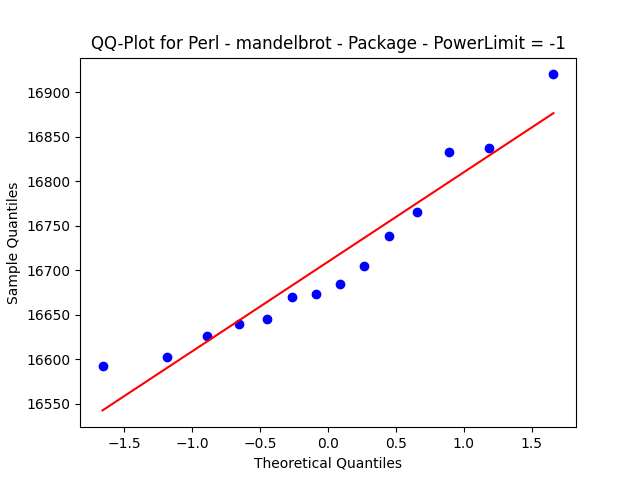 QQ-Plot for Perl - mandelbrot - Package - PowerLimit = -1
16900
16850
16800
16750
16700
16650
16600
16550
Sample Quantiles
−1.5 −1.0 −0.5 0.0 0.5 1.0 1.5
Theoretical Quantiles